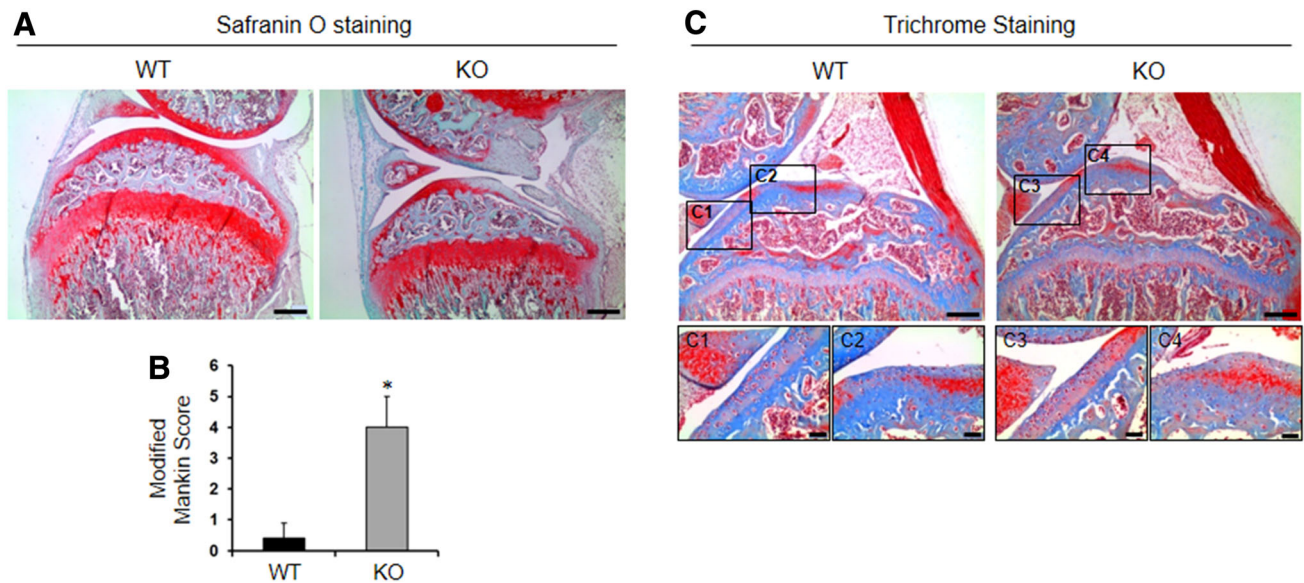 A
Safranin O staining
WT
KO
B
Modified
Mankin Score
6
5
4
3
2
1
0
*
WT
KO
C
Trichrome Staining
WT
KO
C1
C2
C3
C4
C1
C2
C3
C4